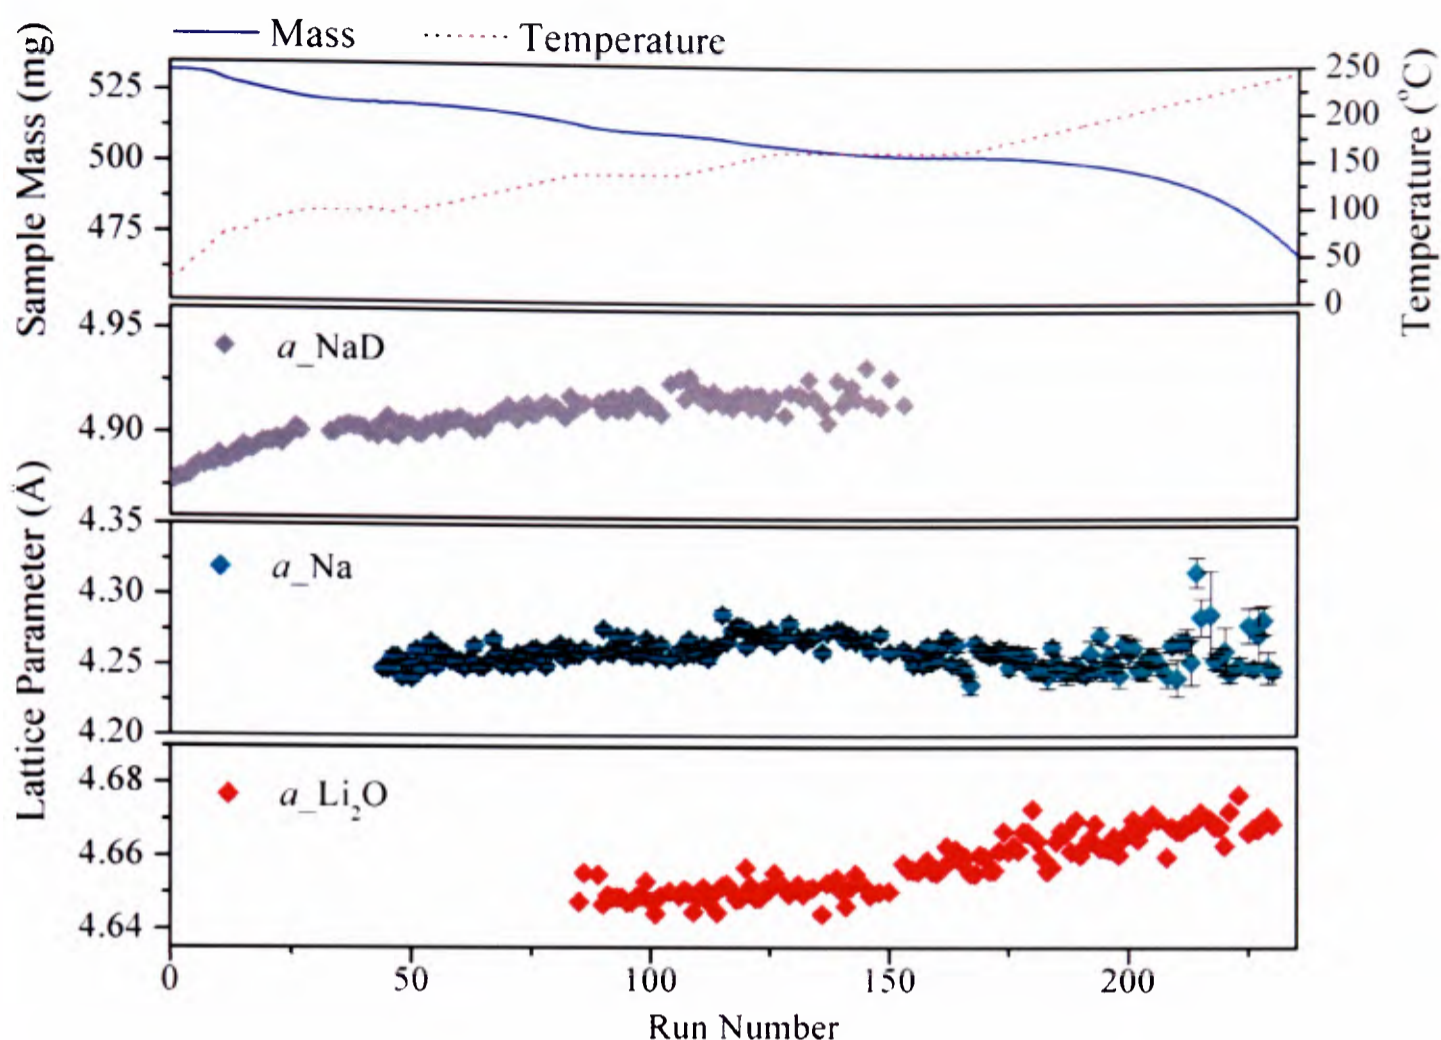 Mass Temperature
Sample Mass (mg)
525
500
475
250
200
150
100
50
0
Temperature (°C)
Lattice Parameter (Å)
4.95
4.90
a_NaD
4.35
4.30
4.25
4.20
a_Na
4.68
4.66
4.64
a_Li₂O
0 50 100 150 200
Run Number